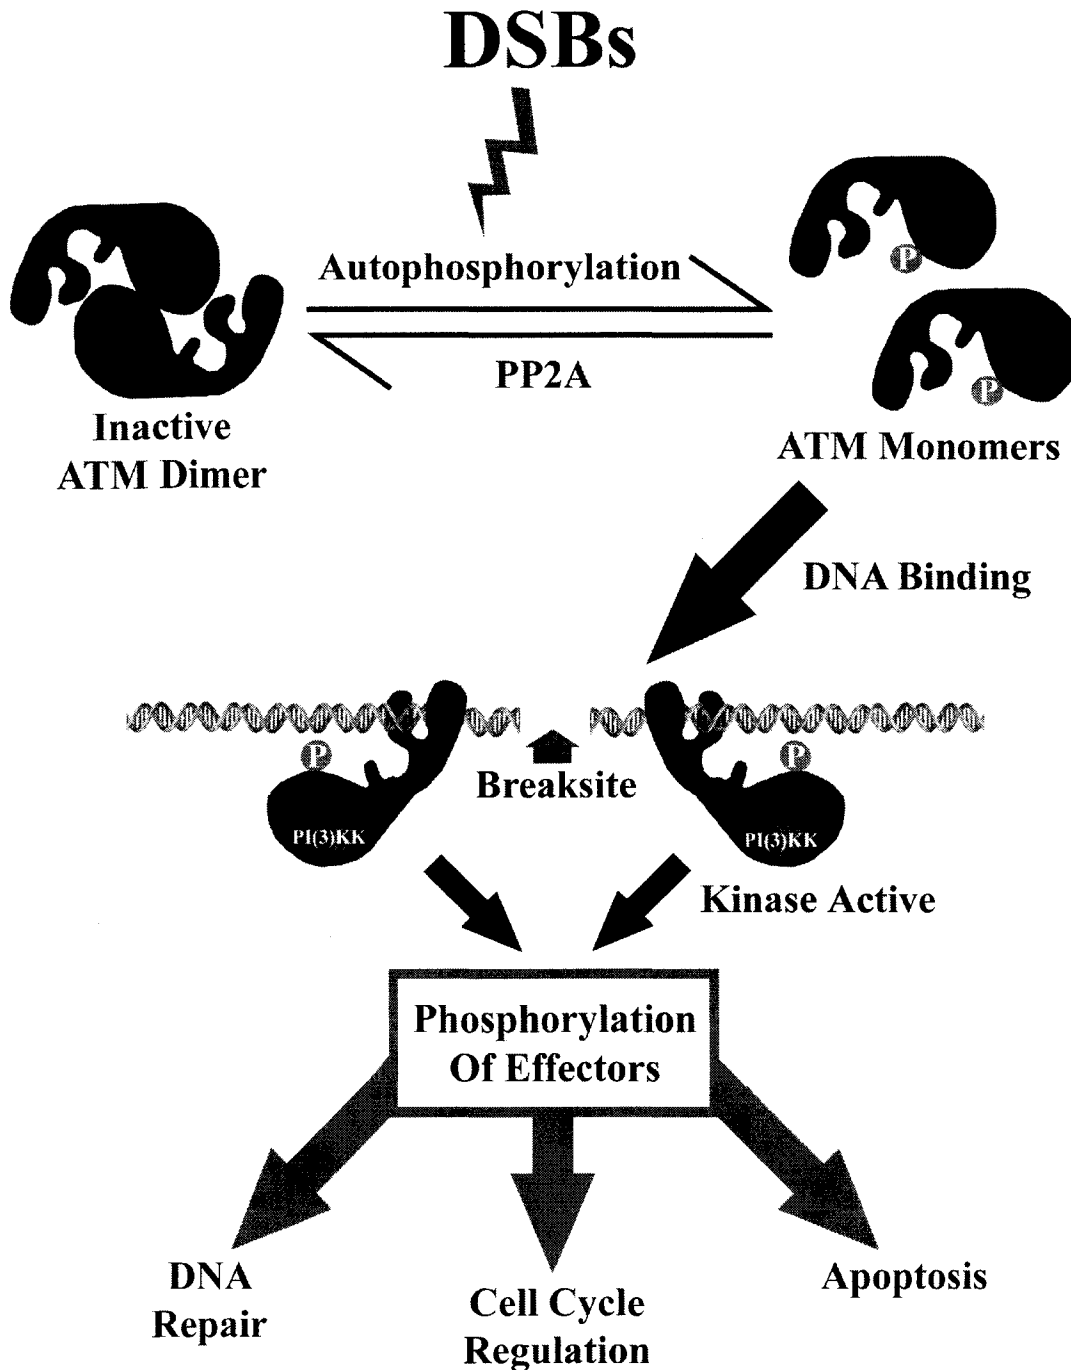 DSBs
Autophosphorylation
PP2A
P
P
Inactive
ATM Dimer
ATM Monomers
DNA Binding
P
P
Breaksite
PI(3)KK
PI(3)KK
Kinase Active
Phosphorylation
Of Effectors
DNA
Repair
Cell Cycle
Regulation
Apoptosis